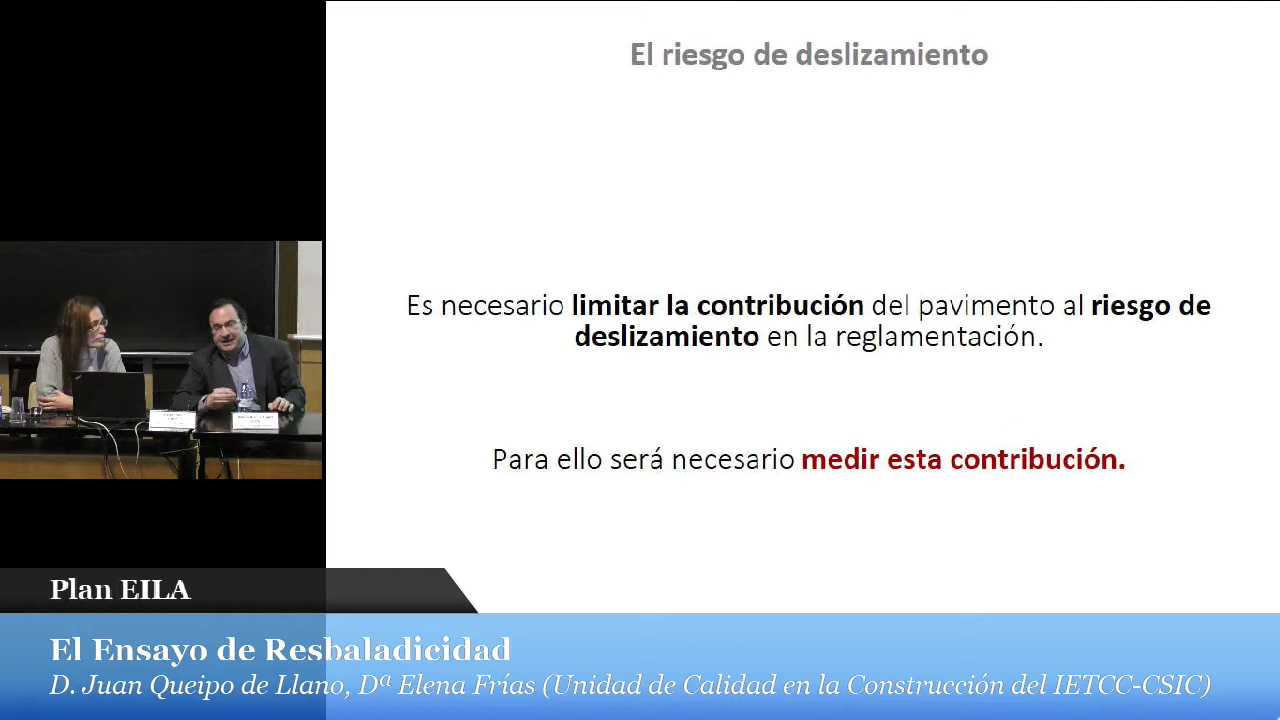 El riesgo de deslizamiento
Es necesario limitar la contribución del pavimento al riesgo de
deslizamiento en la reglamentación.
Para ello será necesario medir esta contribución.
Plan EILA
El Ensayo de Resbaladicidad
D. Juan Queipo de Llano, Dª Elena Frías (Unidad de Calidad en la Construcción del IETCC-CSIC)